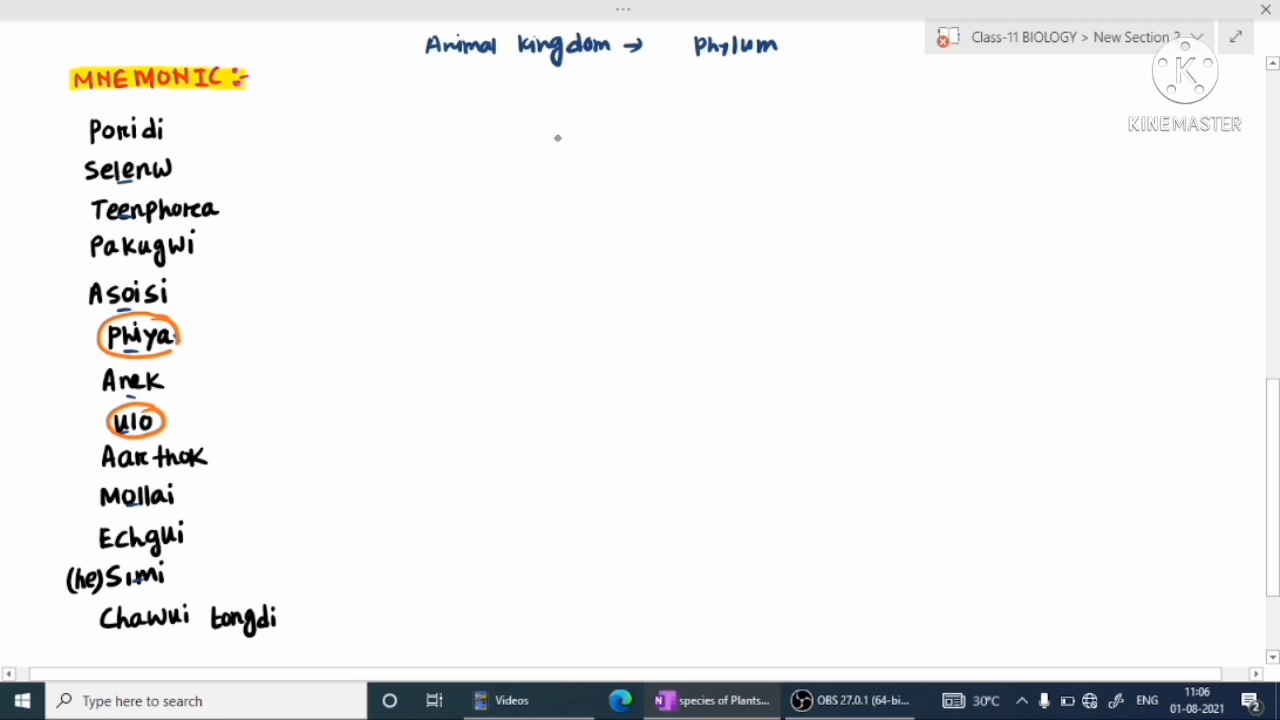 Animal kingdom → Phylum
Class-11 BIOLOGY > New Section 2
K
KINEMASTER
MNEMONIC :-
Poridi
Selenw
Teenphorea
Pakugwi
Asoisi
Phiya
Anek
ulo
Aarthok
Mollai
Echgui
(he) Simi
Chawui tongdi
Type here to search
Videos
species of Plants...
OBS 27.0.1 (64-bi...
30°C
ENG
11:06
01-08-2021
2